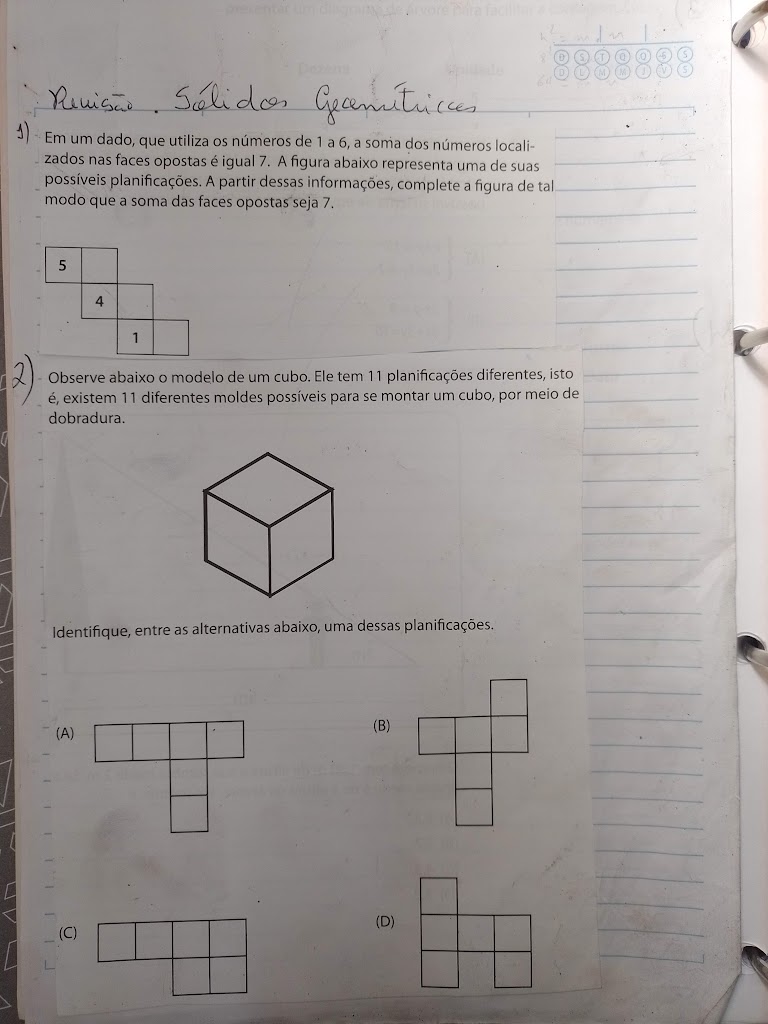 Revisão. Sólidos Geométricos
1) Em um dado, que utiliza os números de 1 a 6, a soma dos números locali-
zados nas faces opostas é igual 7. A figura abaixo representa uma de suas
possíveis planificações. A partir dessas informações, complete a figura de tal
modo que a soma das faces opostas seja 7.
5
4
1
2) Observe abaixo o modelo de um cubo. Ele tem 11 planificações diferentes, isto
é, existem 11 diferentes moldes possíveis para se montar um cubo, por meio de
dobradura.
Identifique, entre as alternativas abaixo, uma dessas planificações.
(A) (B)
(C) (D)